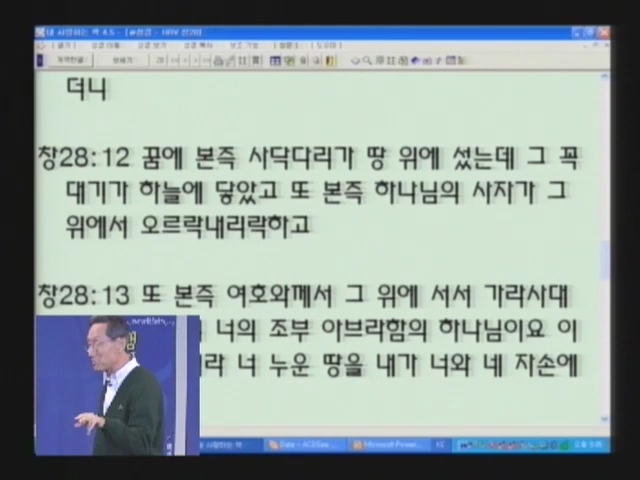 더니
창28:12 꿈에 본즉 사닥다리가 땅 위에 섰는데 그 꼭
대기가 하늘에 닿았고 또 본즉 하나님의 사자가 그
위에서 오르락내리락하고
창28:13 또 본즉 여호와께서 그 위에 서서 가라사대
너의 조부 아브라함의 하나님이요 이
라 너 누운 땅을 내가 너와 네 자손에